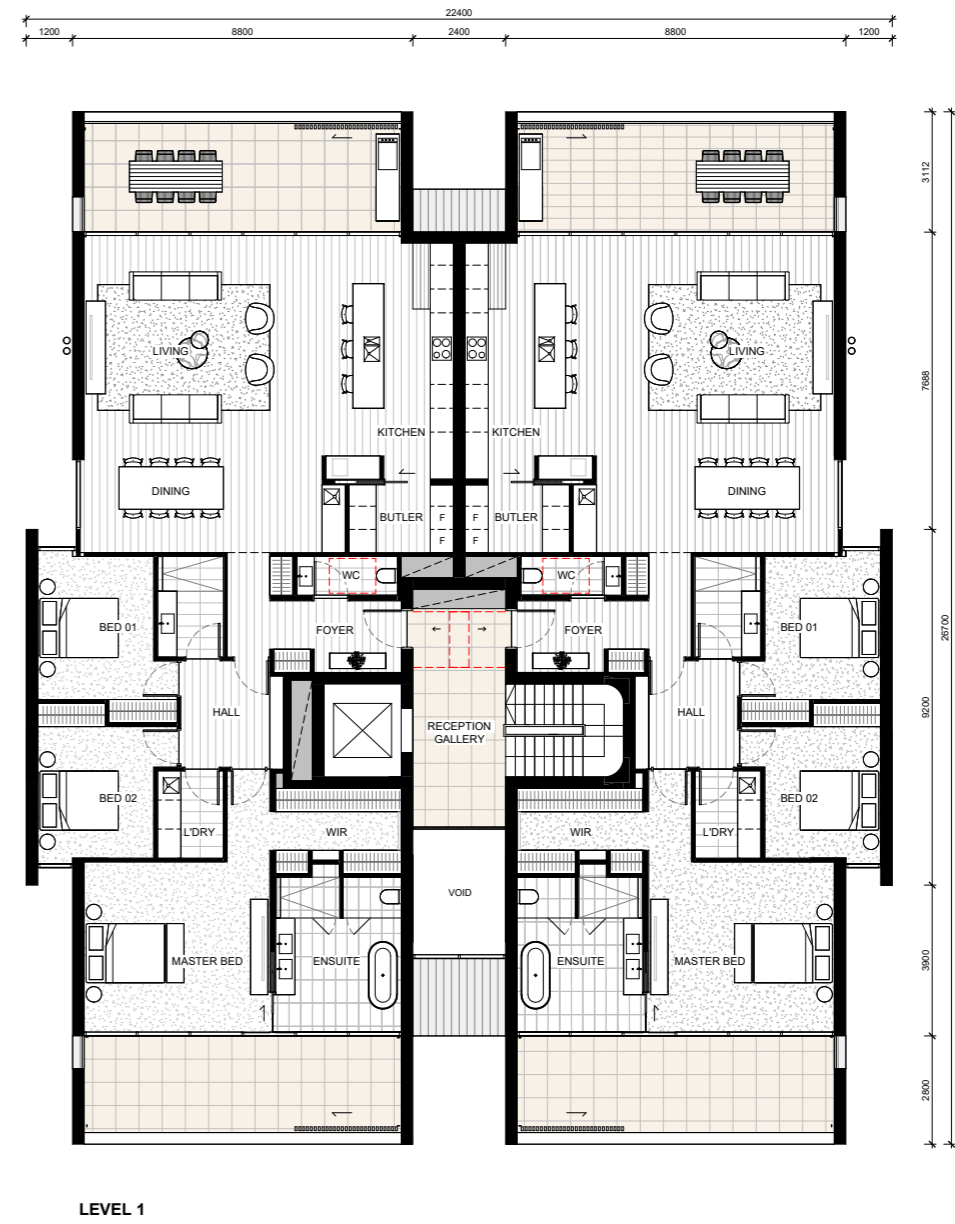 22400
1200 8800 2400 8800 1200
3112
7688
26700
9200
3900
2800
LIVING LIVING
KITCHEN KITCHEN
DINING DINING
BUTLER F F BUTLER
F F
WC WC
BED 01 FOYER FOYER BED 01
HALL RECEPTION HALL
GALLERY
BED 02 BED 02
L'DRY WIR WIR L'DRY
VOID
MASTER BED ENSUITE ENSUITE MASTER BED
LEVEL 1